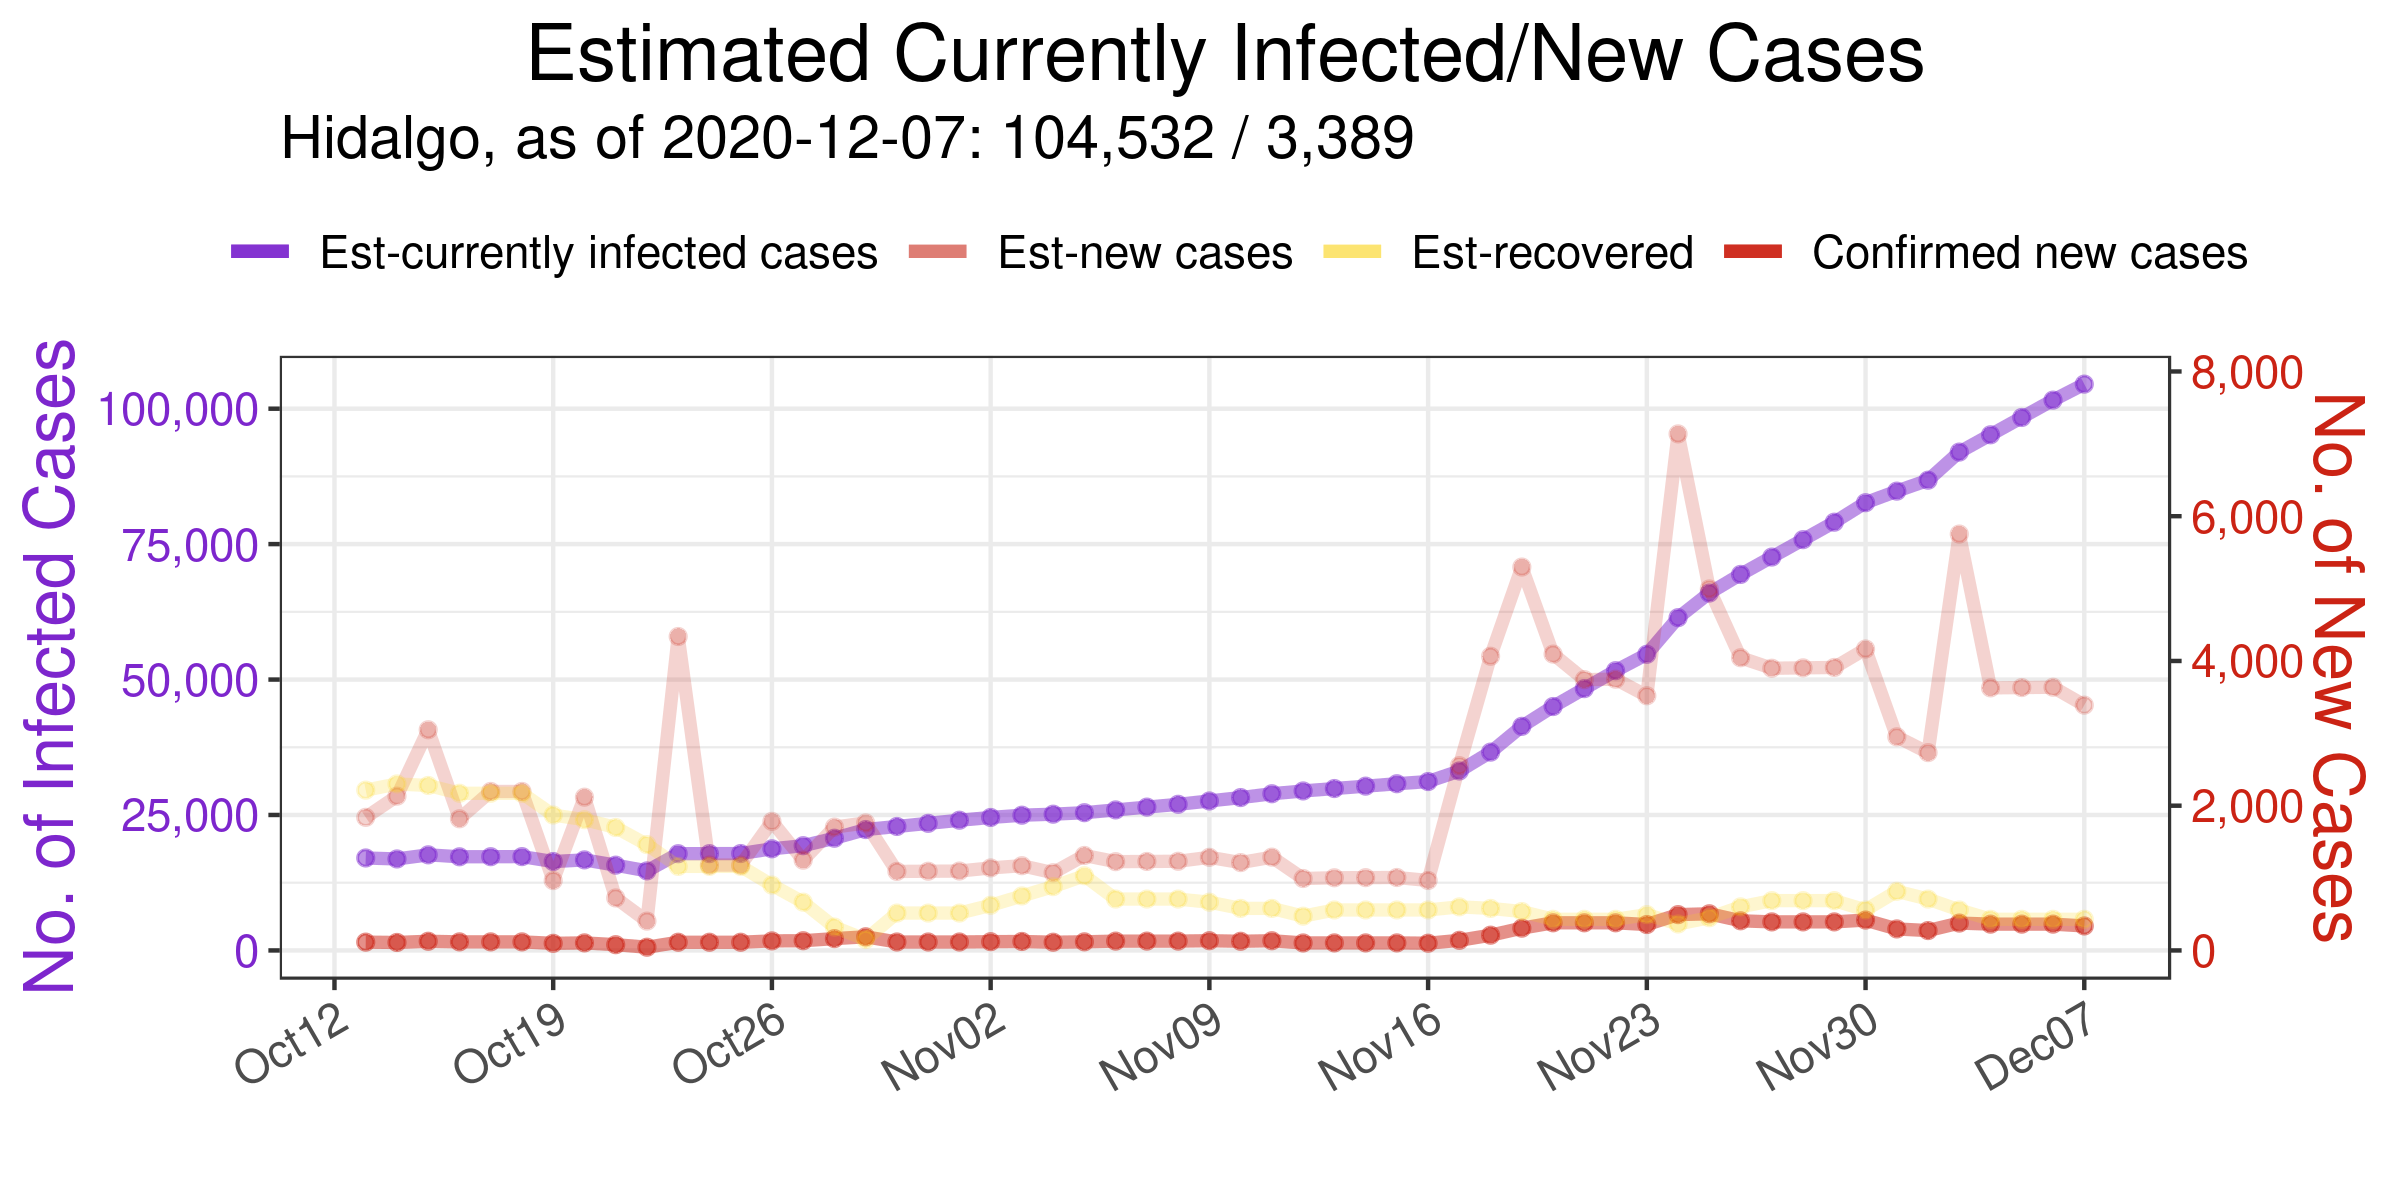 Estimated Currently Infected/New Cases
Hidalgo, as of 2020-12-07: 104,532 / 3,389
Est-currently infected cases Est-new cases Est-recovered Confirmed new cases
No. of Infected Cases
100,000
75,000
50,000
25,000
0
8,000
6,000
4,000
2,000
0
No. of New Cases
Oct12 Oct19 Oct26 Nov02 Nov09 Nov16 Nov23 Nov30 Dec07